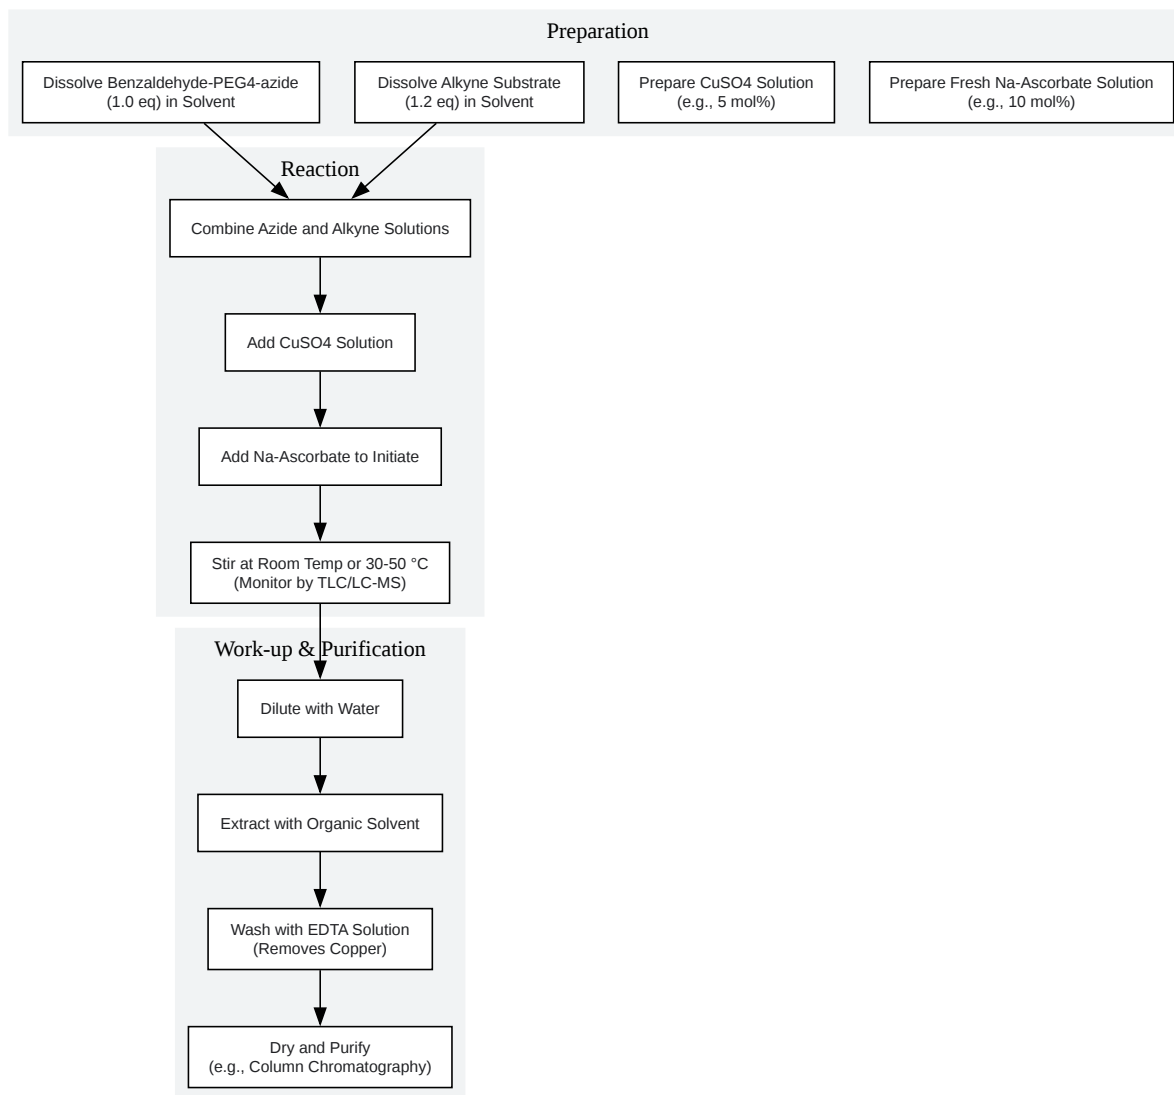 Preparation
Dissolve Benzaldehyde-PEG4-azide
(1.0 eq) in Solvent
Dissolve Alkyne Substrate
(1.2 eq) in Solvent
Prepare CuSO4 Solution
(e.g., 5 mol%)
Prepare Fresh Na-Ascorbate Solution
(e.g., 10 mol%)
Reaction
Combine Azide and Alkyne Solutions
Add CuSO4 Solution
Add Na-Ascorbate to Initiate
Stir at Room Temp or 30-50 °C
(Monitor by TLC/LC-MS)
Work-up & Purification
Dilute with Water
Extract with Organic Solvent
Wash with EDTA Solution
(Removes Copper)
Dry and Purify
(e.g., Column Chromatography)